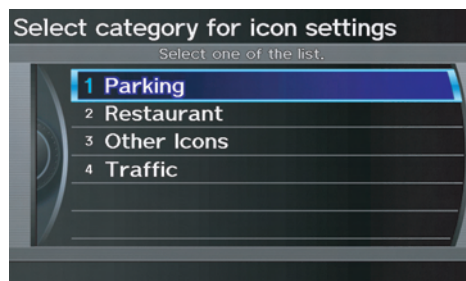 Select category for icon settings
Select one of the list.
1 Parking
2 Restaurant
3 Other Icons
4 Traffic